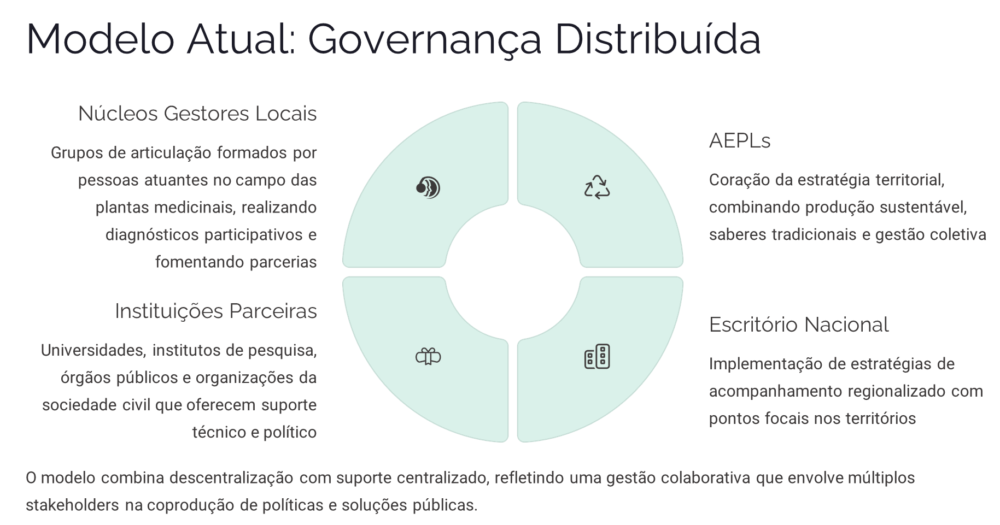 Modelo Atual: Governança Distribuída
Núcleos Gestores Locais
Grupos de articulação formados por
pessoas atuantes no campo das
plantas medicinais, realizando
diagnósticos participativos e
fomentando parcerias
AEPLs
Coração da estratégia territorial,
combinando produção sustentável,
saberes tradicionais e gestão coletiva
Instituições Parceiras
Universidades, institutos de pesquisa,
órgãos públicos e organizações da
sociedade civil que oferecem suporte
técnico e político
Escritório Nacional
Implementação de estratégias de
acompanhamento regionalizado com
pontos focais nos territórios
O modelo combina descentralização com suporte centralizado, refletindo uma gestão colaborativa que envolve múltiplos
stakeholders na coprodução de políticas e soluções públicas.